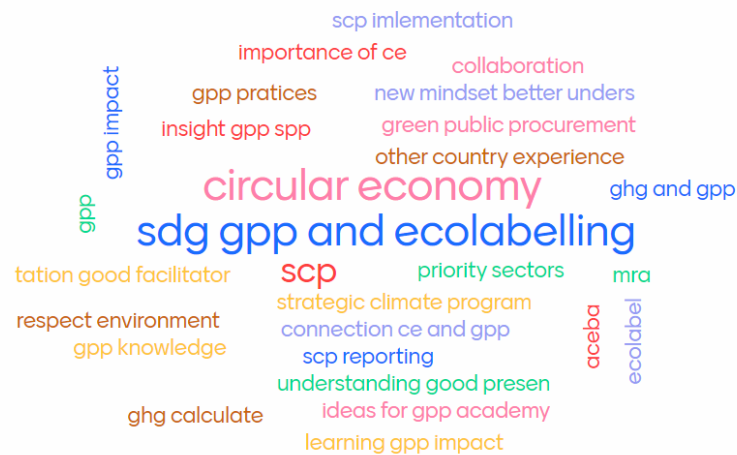 scp imlementation
importance of ce
collaboration
gpp impact
gpp pratices
new mindset better unders
insight gpp spp
green public procurement
other country experience
circular economy
ghg and gpp
gpp
sdg gpp and ecolabelling
tation good facilitator
scp
priority sectors
mra
strategic climate program
respect environment
connection ce and gpp
aceba
ecolabel
gpp knowledge
scp reporting
understanding good presen
ghg calculate
ideas for gpp academy
learning gpp impact